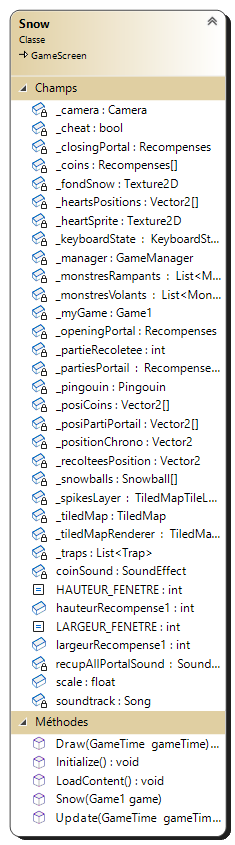 Snow
Classe
GameScreen
Champs
_camera : Camera
_cheat : bool
_closingPortal : Recompenses
_coins : Recompenses[]
_fondSnow : Texture2D
_heartsPositions : Vector2[]
_heartSprite : Texture2D
_keyboardState : KeyboardSt...
_manager : GameManager
_monstresRampants : List<M...
_monstresVolants : List<Mon...
_myGame : Game1
_openingPortal : Recompenses
_partieRecoletee : int
_partiesPortail : Recompense...
_pingouin : Pingouin
_posiCoins : Vector2[]
_posiPartiPortail : Vector2[]
_positionChrono : Vector2
_recolteesPosition : Vector2
_snowballs : Snowball[]
_spikesLayer : TiledMapTileL...
_tiledMap : TiledMap
_tiledMapRenderer : TiledMa...
_traps : List<Trap>
coinSound : SoundEffect
HAUTEUR_FENETRE : int
hauteurRecompense1 : int
LARGEUR_FENETRE : int
largeurRecompense1 : int
recupAllPortalSound : Soun...
scale : float
soundtrack : Song
Méthodes
Draw(GameTime gameTime)...
Initialize() : void
LoadContent() : void
Snow(Game1 game)
Update(GameTime gameTim...